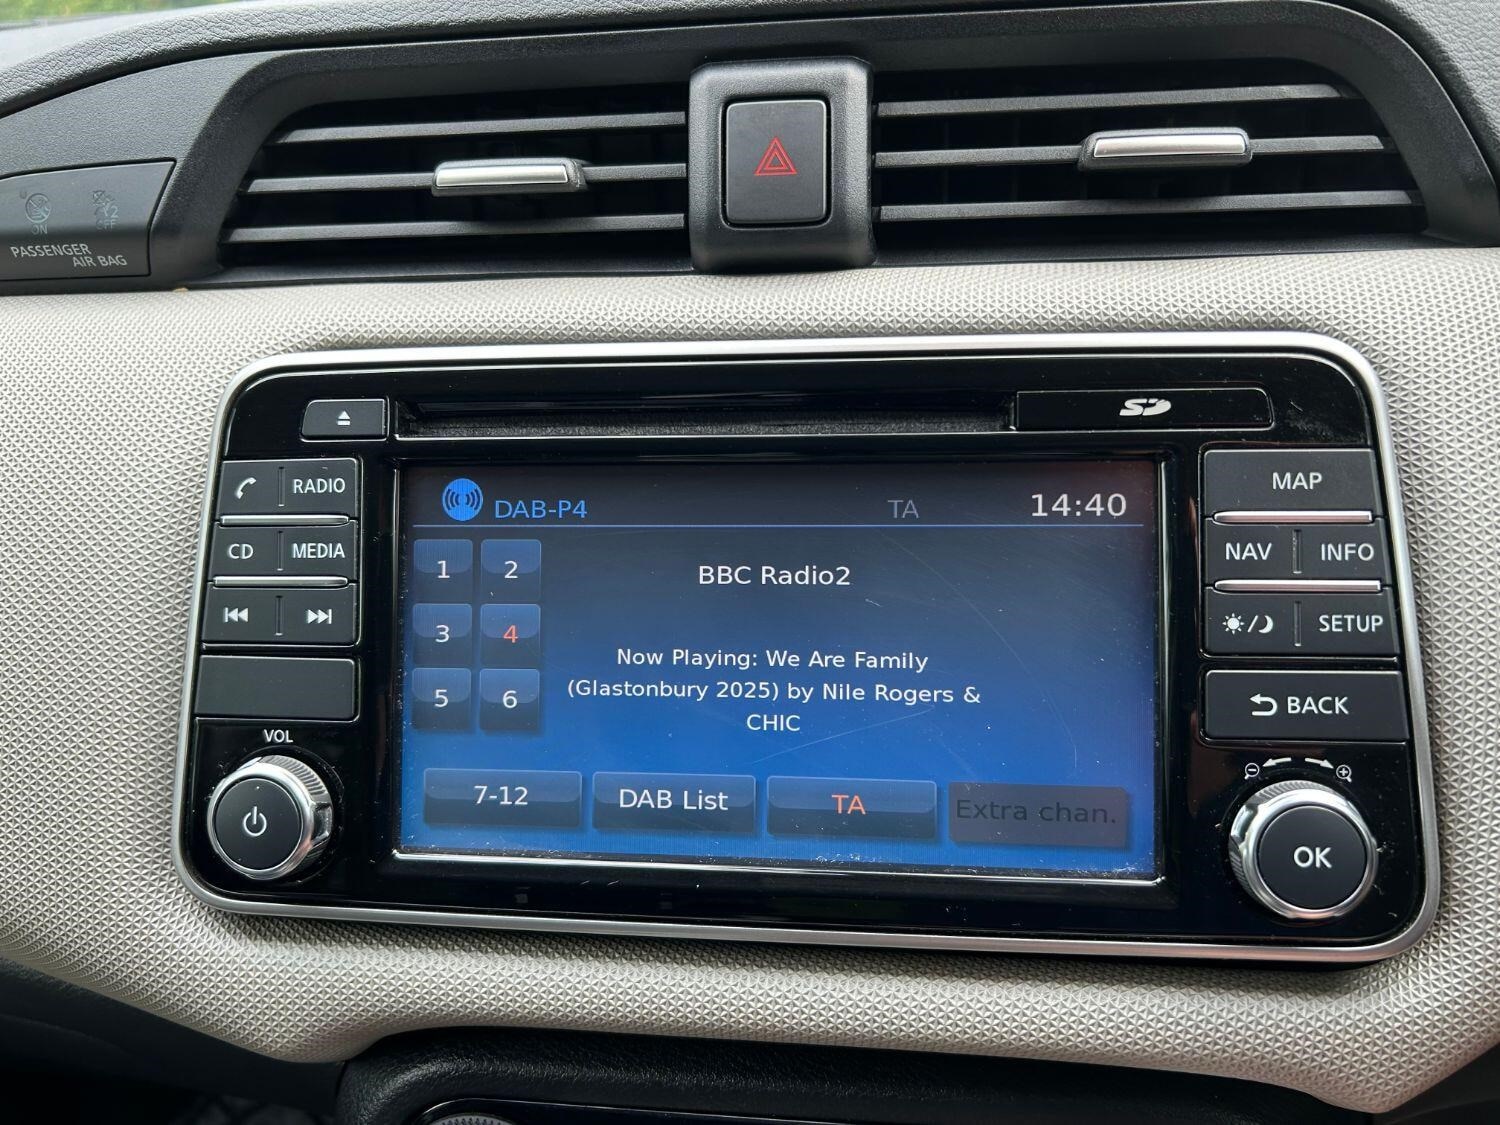 ON
OFF
PASSENGER
AIR BAG
SD
RADIO
MAP
DAB-P4
TA
14:40
CD
MEDIA
NAV
INFO
1
2
BBC Radio2
3
4
SETUP
Now Playing: We Are Family
(Glastonbury 2025) by Nile Rogers &
CHIC
5
6
BACK
VOL
7-12
DAB List
TA
Extra chan.
OK